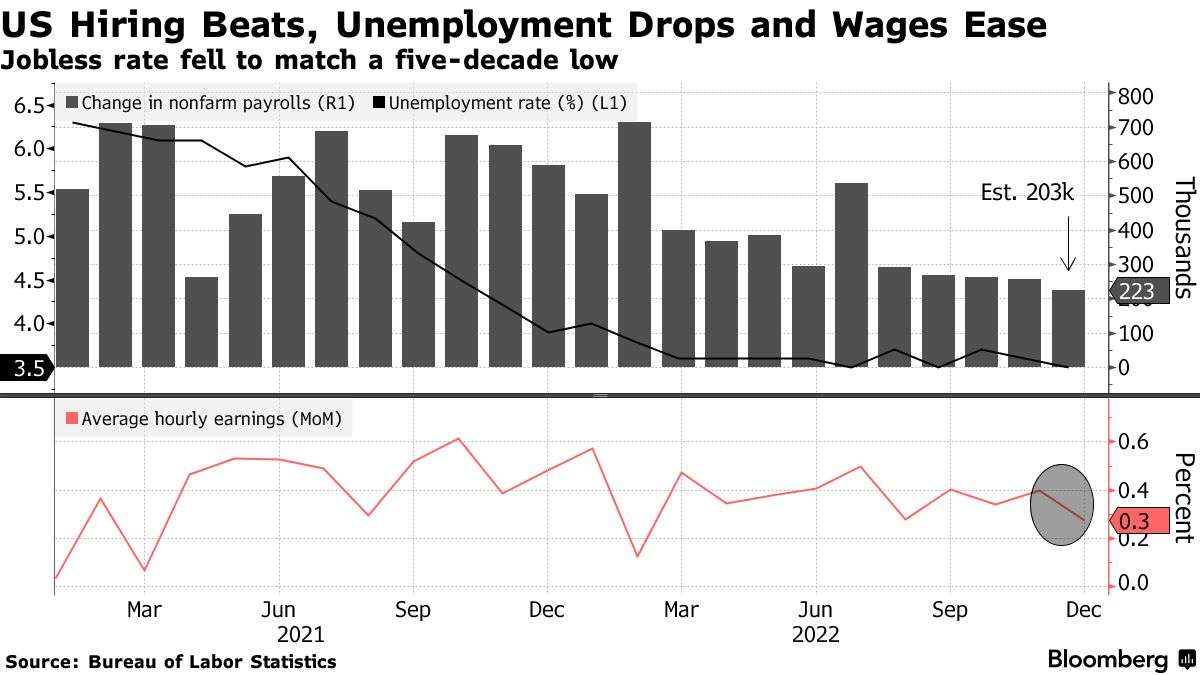 US Hiring Beats, Unemployment Drops and Wages Ease
Jobless rate fell to match a five-decade low
Change in nonfarm payrolls (R1) Unemployment rate (%) (L1)
6.5
6.0
5.5
5.0
4.5
4.0
3.5
800
700
600
500
400
300
200
100
0
Thousands
Est. 203k
223
Average hourly earnings (MoM)
0.6
0.4
0.3
0.2
0.0
Percent
Mar Jun Sep Dec Mar Jun Sep Dec
2021 2022
Source: Bureau of Labor Statistics
Bloomberg